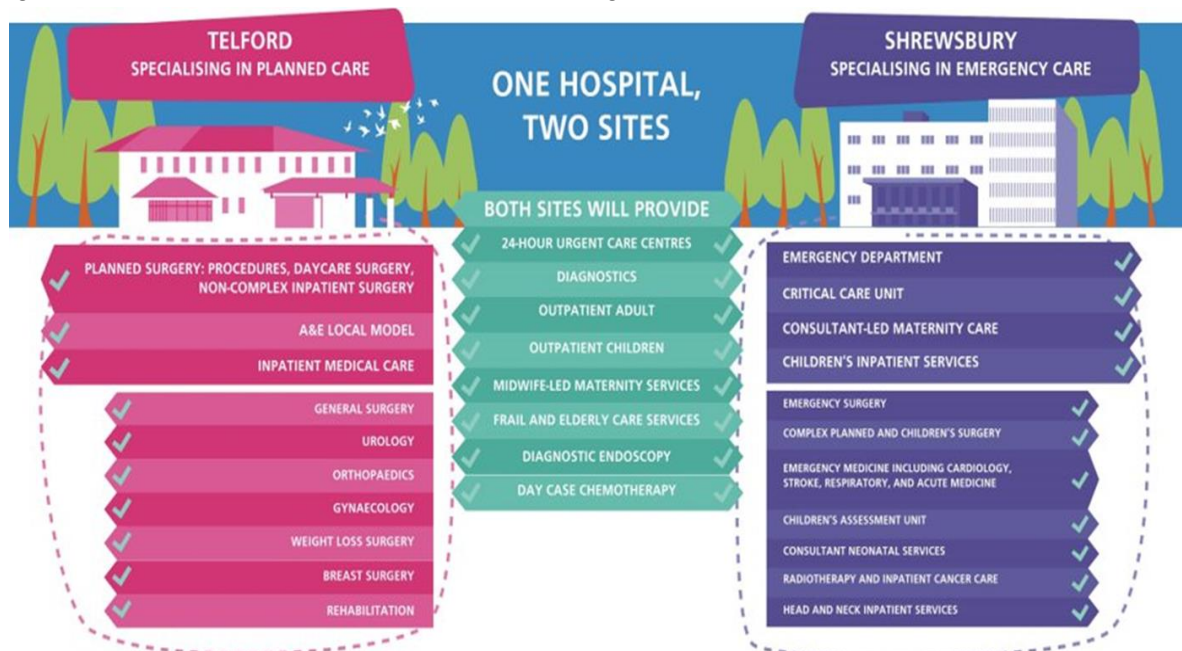 TELFORD
SPECIALISING IN PLANNED CARE
ONE HOSPITAL,
TWO SITES
SHREWSBURY
SPECIALISING IN EMERGENCY CARE
PLANNED SURGERY: PROCEDURES, DAYCARE SURGERY,
NON-COMPLEX INPATIENT SURGERY
A&E LOCAL MODEL
INPATIENT MEDICAL CARE
GENERAL SURGERY
UROLOGY
ORTHOPAEDICS
GYNAECOLOGY
WEIGHT LOSS SURGERY
BREAST SURGERY
REHABILITATION
BOTH SITES WILL PROVIDE
24-HOUR URGENT CARE CENTRES
DIAGNOSTICS
OUTPATIENT ADULT
OUTPATIENT CHILDREN
MIDWIFE-LED MATERNITY SERVICES
FRAIL AND ELDERLY CARE SERVICES
DIAGNOSTIC ENDOSCOPY
DAY CASE CHEMOTHERAPY
EMERGENCY DEPARTMENT
CRITICAL CARE UNIT
CONSULTANT-LED MATERNITY CARE
CHILDREN'S INPATIENT SERVICES
EMERGENCY SURGERY
COMPLEX PLANNED AND CHILDREN'S SURGERY
EMERGENCY MEDICINE INCLUDING CARDIOLOGY,
STROKE, RESPIRATORY, AND ACUTE MEDICINE
CHILDREN'S ASSESSMENT UNIT
CONSULTANT NEONATAL SERVICES
RADIOTHERAPY AND INPATIENT CANCER CARE
HEAD AND NECK INPATIENT SERVICES